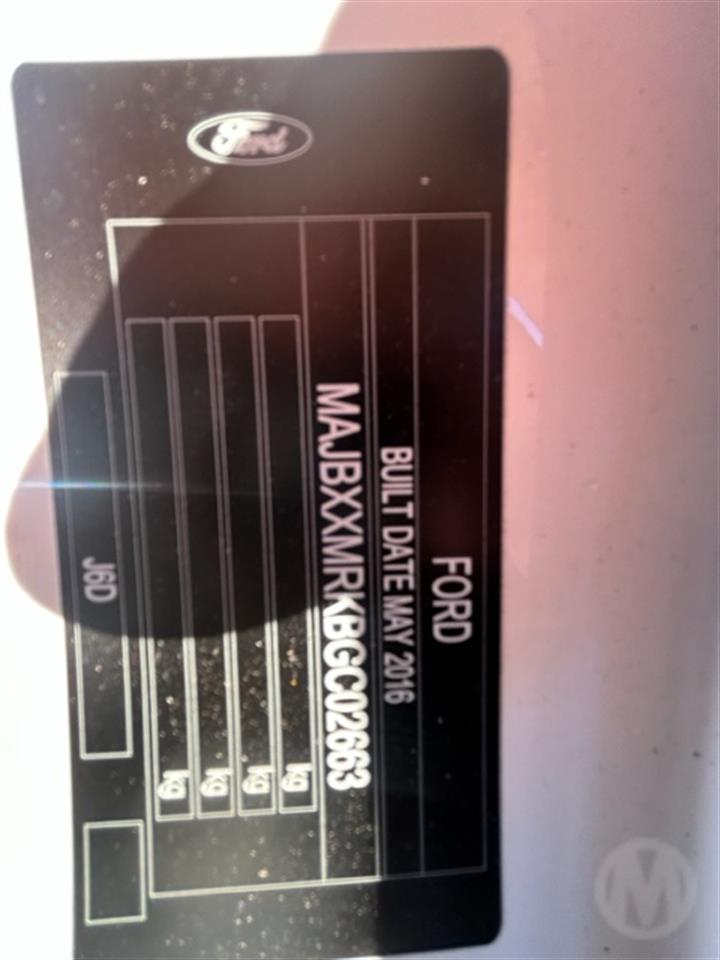 Ford
FORD
BUILT DATE MAY 2016
MAJBXXMRKBGC02663
kg
kg
kg
kg
J6D
M